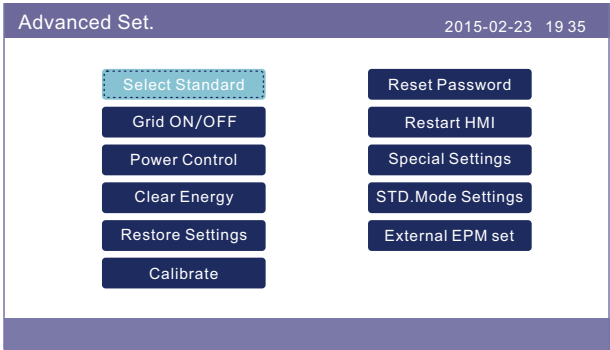 Advanced Set.
2015-02-23 19 35
Select Standard
Grid ON/OFF
Power Control
Clear Energy
Restore Settings
Calibrate
Reset Password
Restart HMI
Special Settings
STD.Mode Settings
External EPM set